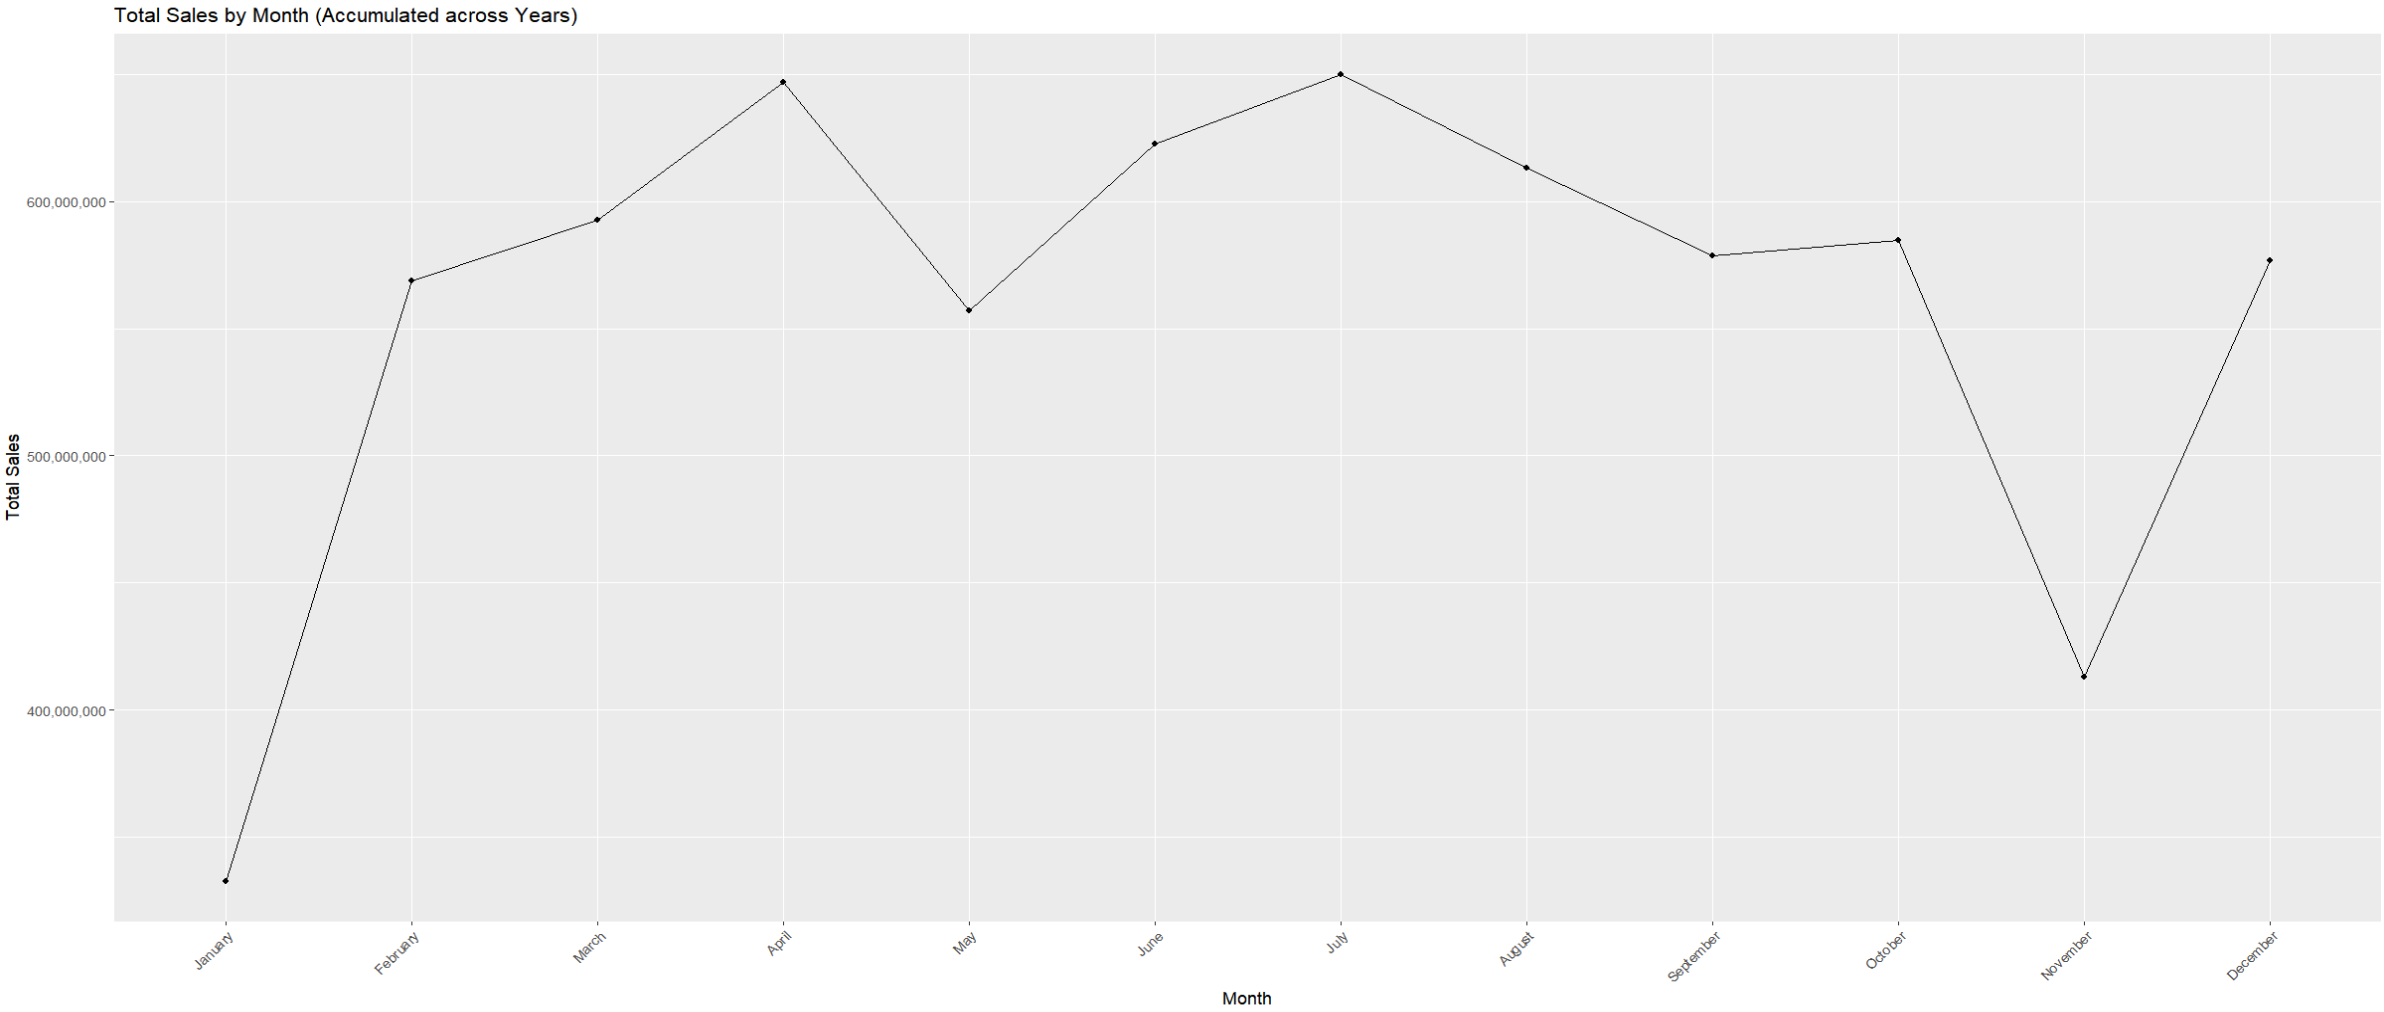 Total Sales by Month (Accumulated across Years)
Total Sales
600,000,000
500,000,000
400,000,000
January
February
March
April
May
June
July
August
September
October
November
December
Month